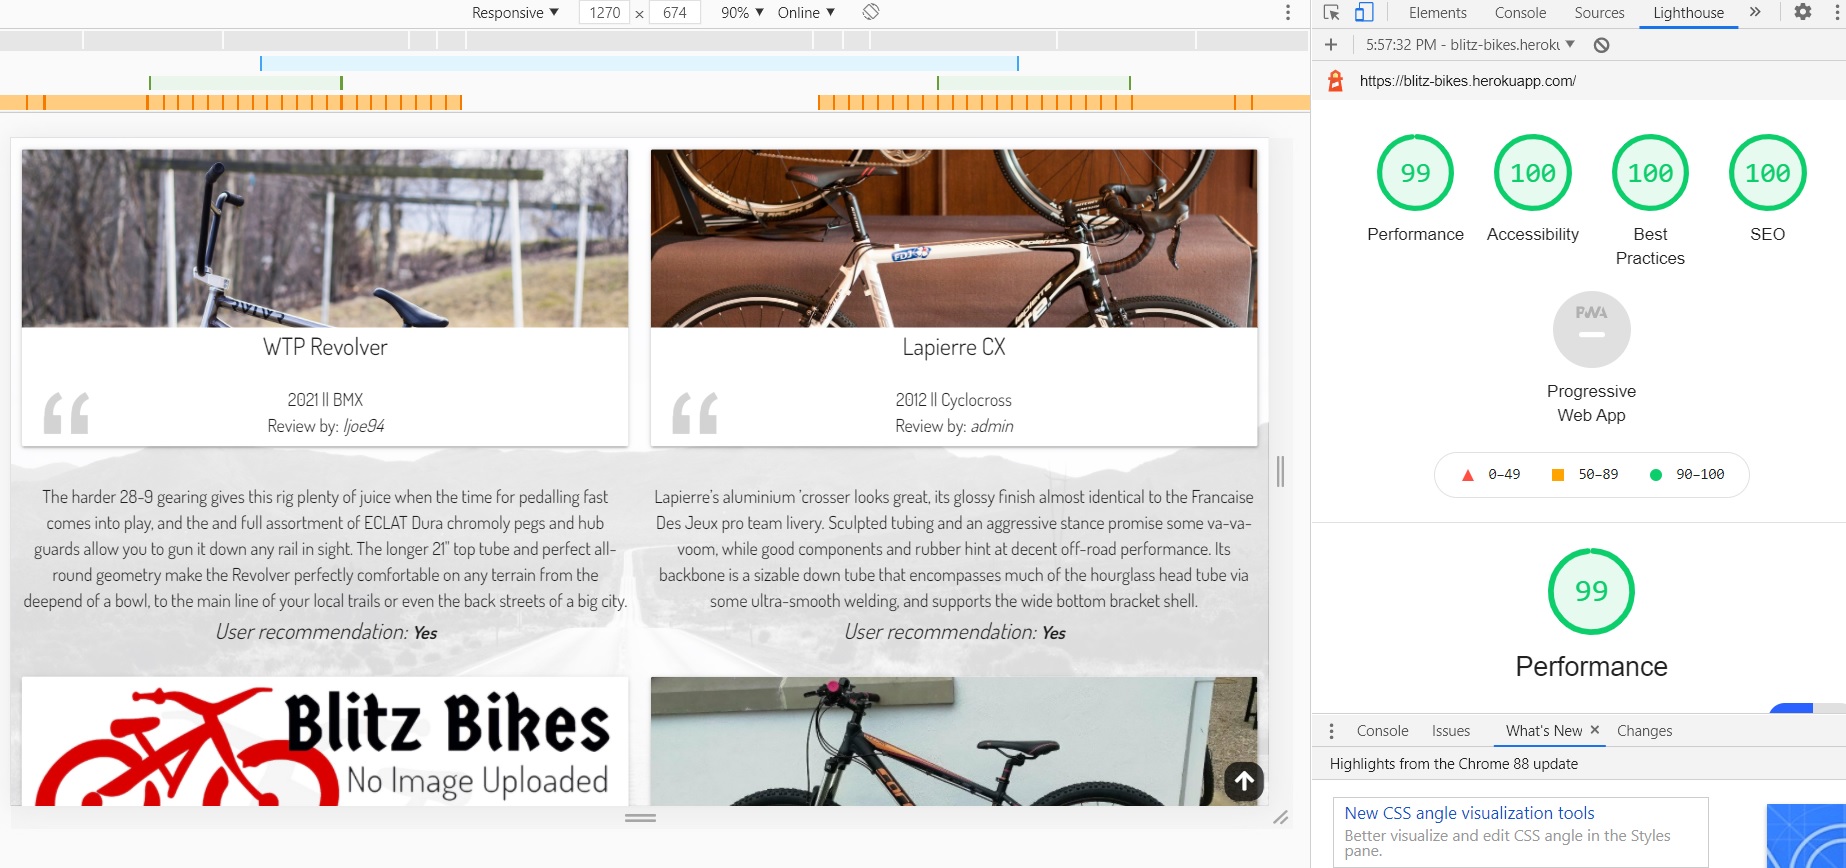 Responsive ▼ 1270 × 674 90% ▼ Online ▼
WTP Revolver
2021 || BMX
Review by: ljoe94
The harder 28-9 gearing gives this rig plenty of juice when the time for pedalling fast
comes into play, and the and full assortment of ECLAT Dura chromoly pegs and hub
guards allow you to gun it down any rail in sight. The longer 21" top tube and perfect all-
round geometry make the Revolver perfectly comfortable on any terrain from the
deepend of a bowl, to the main line of your local trails or even the back streets of a big city.
User recommendation: Yes
FDJ
Lapierre CX
2012 || Cyclocross
Review by: admin
Lapierre's aluminium 'crosser looks great, its glossy finish almost identical to the Francaise
Des Jeux pro team livery. Sculpted tubing and an aggressive stance promise some va-va-
voom, while good components and rubber hint at decent off-road performance. Its
backbone is a sizable down tube that encompasses much of the hourglass head tube via
some ultra-smooth welding, and supports the wide bottom bracket shell.
User recommendation: Yes
Blitz Bikes
No Image Uploaded
Elements Console Sources Lighthouse »
+ 5:57:32 PM - blitz-bikes.heroku ▼
https://blitz-bikes.herokuapp.com/
99 100 100 100
Performance Accessibility Best SEO
Practices
PWA
Progressive
Web App
0–49 50–89 90–100
99
Performance
Console Issues What's New × Changes
Highlights from the Chrome 88 update
New CSS angle visualization tools
Better visualize and edit CSS angle in the Styles
pane.